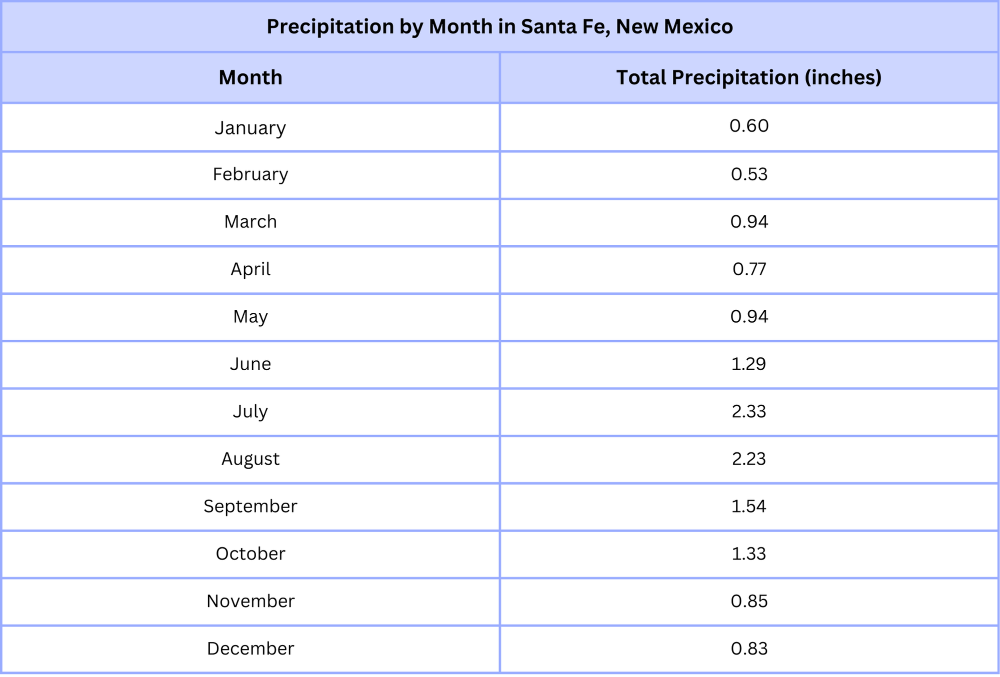 Precipitation by Month in Santa Fe, New Mexico
Month Total Precipitation (inches)
January 0.60
February 0.53
March 0.94
April 0.77
May 0.94
June 1.29
July 2.33
August 2.23
September 1.54
October 1.33
November 0.85
December 0.83